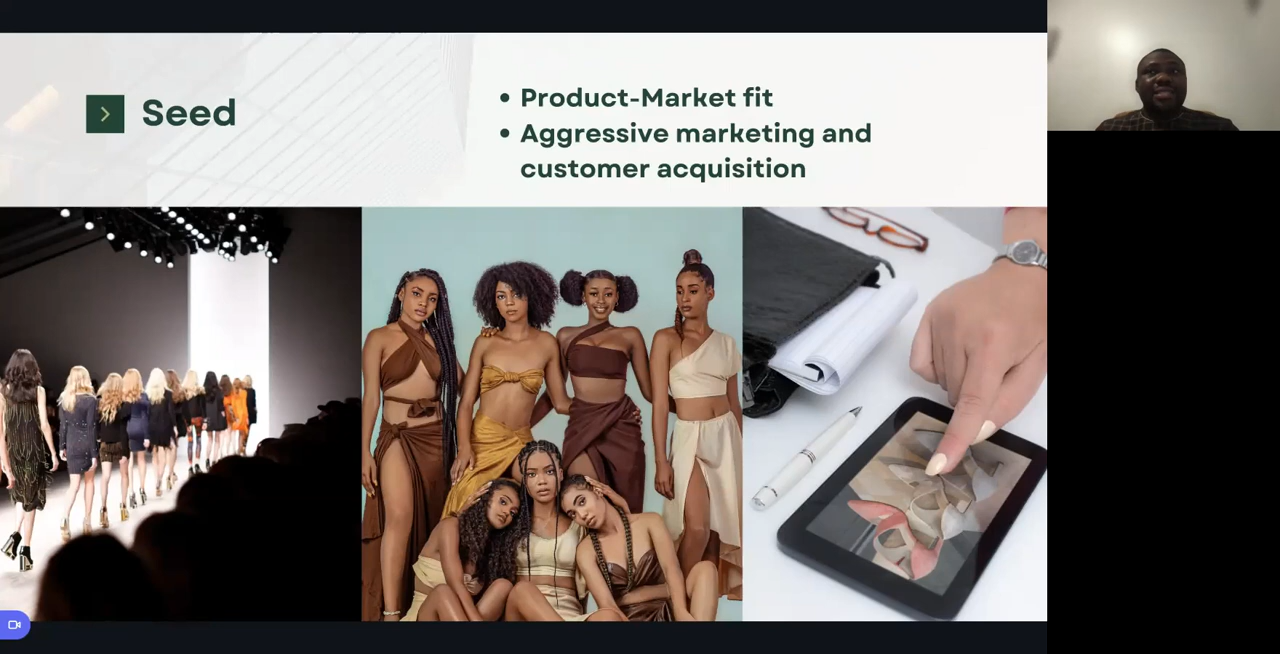 Seed
Product-Market fit
Aggressive marketing and
customer acquisition